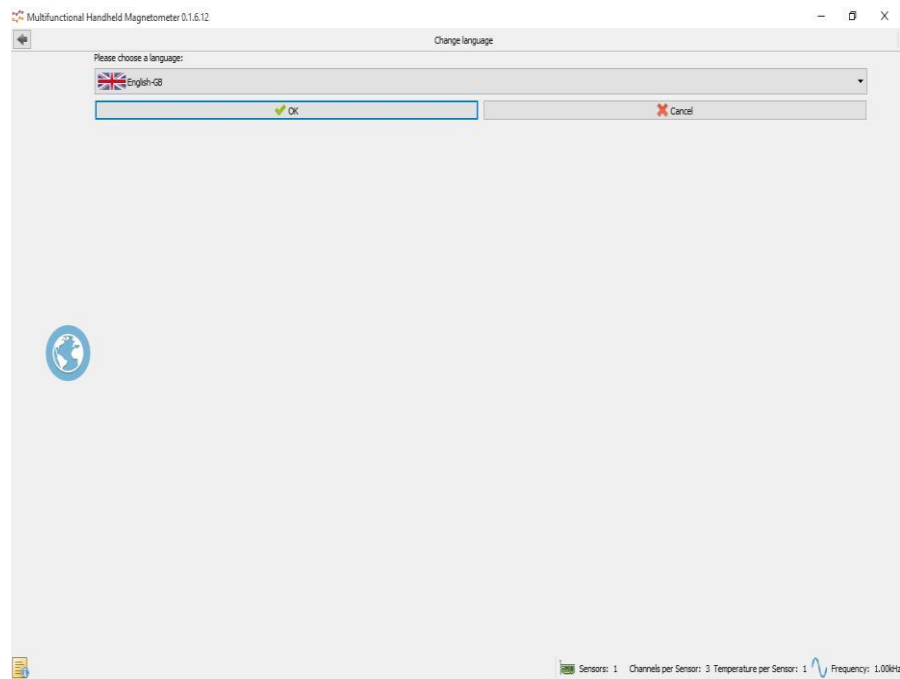 Multifunctional Handheld Magnetometer 0.1.6.12
Change language
Please choose a language:
English-GB
OK
Cancel
Sensors: 1 Channels per Sensor: 3 Temperature per Sensor: 1 Frequency: 1.00kHz